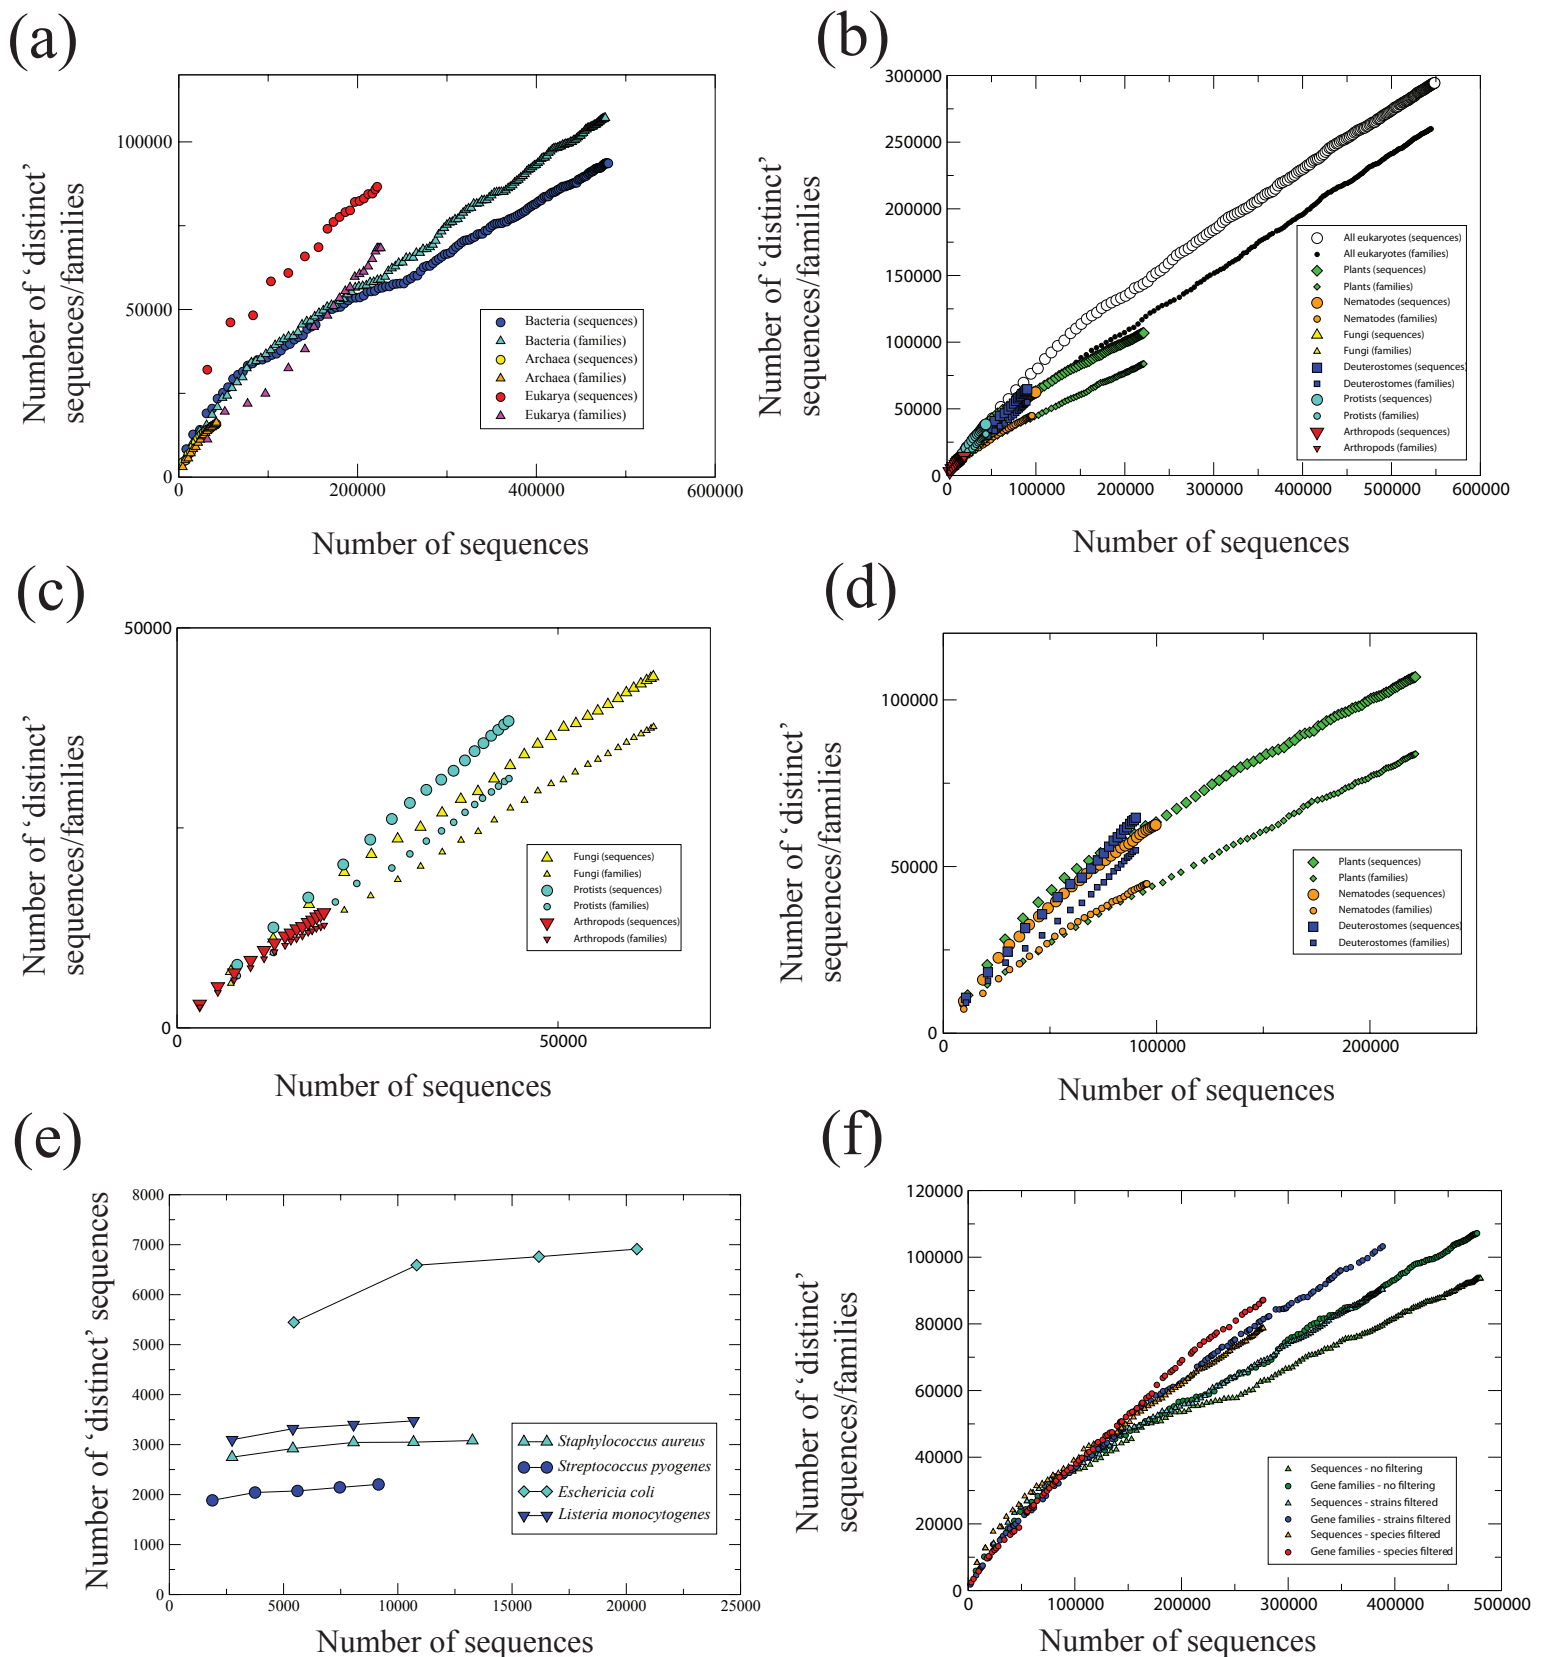 (a)
Number of ‘distinct’
sequences/families
100000
50000
0
0
200000
400000
600000
Number of sequences
Bacteria (sequences)
Bacteria (families)
Archaea (sequences)
Archaea (families)
Eukarya (sequences)
Eukarya (families)
(b)
Number of ‘distinct’
sequences/families
300000
250000
200000
150000
100000
50000
0
0
100000
200000
300000
400000
500000
600000
Number of sequences
All eukaryotes (sequences)
All eukaryotes (families)
Plants (sequences)
Plants (families)
Nematodes (sequences)
Nematodes (families)
Fungi (sequences)
Fungi (families)
Deuterostomes (sequences)
Deuterostomes (families)
Protists (sequences)
Protists (families)
Arthropods (sequences)
Arthropods (families)
(c)
Number of ‘distinct’
sequences/families
50000
0
0
50000
Number of sequences
Fungi (sequences)
Fungi (families)
Protists (sequences)
Protists (families)
Arthropods (sequences)
Arthropods (families)
(d)
Number of ‘distinct’
sequences/families
100000
50000
0
0
100000
200000
Number of sequences
Plants (sequences)
Plants (families)
Nematodes (sequences)
Nematodes (families)
Deuterostomes (sequences)
Deuterostomes (families)
(e)
Number of ‘distinct’ sequences
8000
7000
6000
5000
4000
3000
2000
1000
0
0
5000
10000
15000
20000
25000
Number of sequences
Staphylococcus aureus
Streptococcus pyogenes
Eschericia coli
Listeria monocytogenes
(f)
Number of ‘distinct’
sequences/families
120000
100000
80000
60000
40000
20000
0
0
100000
200000
300000
400000
500000
Number of sequences
Sequences - no filtering
Gene families - no filtering
Sequences - strains filtered
Gene families - strains filtered
Sequences - species filtered
Gene families - species filtered